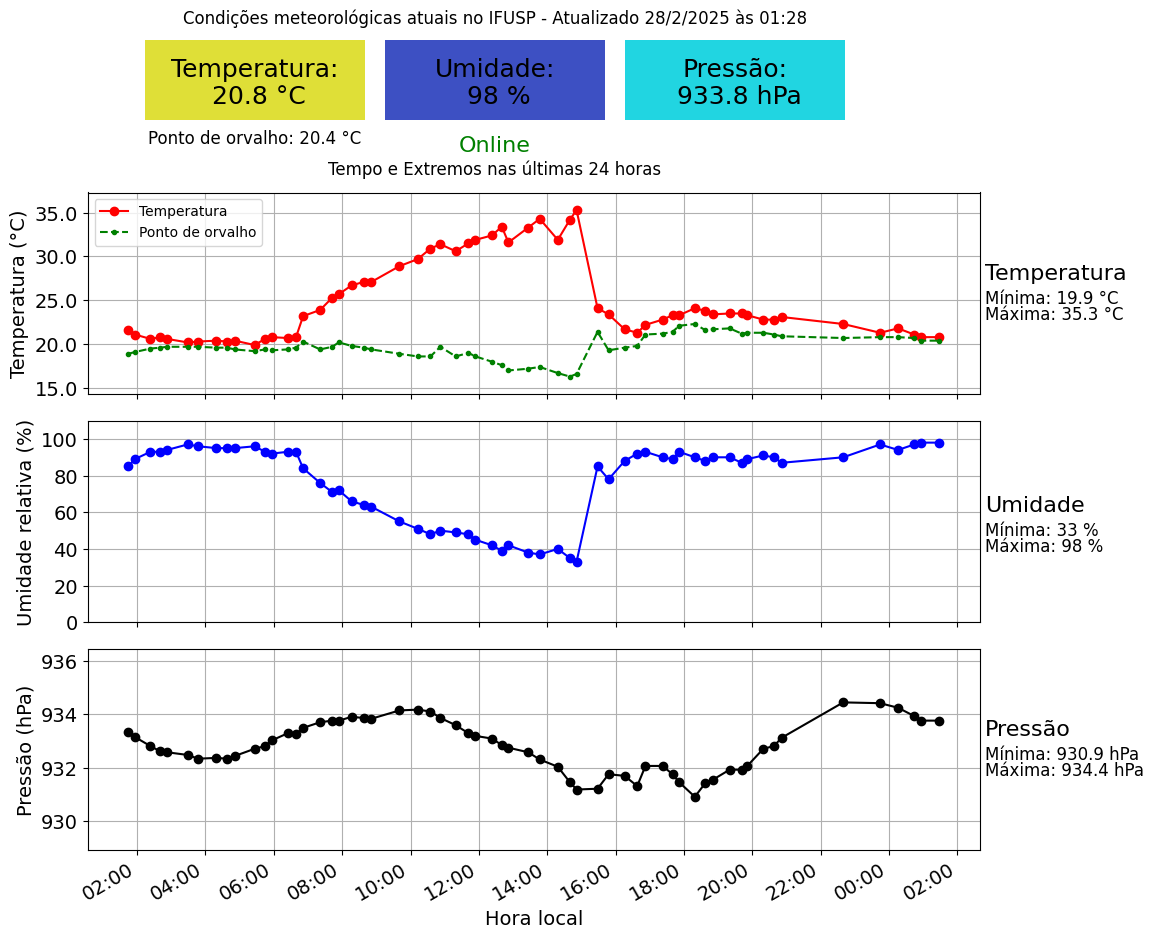 Condições meteorológicas atuais no IFUSP - Atualizado 28/2/2025 às 01:28
Temperatura:
20.8 °C
Umidade:
98 %
Pressão:
933.8 hPa
Ponto de orvalho: 20.4 °C
Online
Tempo e Extremos nas últimas 24 horas
Temperatura (°C)
35.0
30.0
25.0
20.0
15.0
Temperatura
Ponto de orvalho
Temperatura
Mínima: 19.9 °C
Máxima: 35.3 °C
Umidade relativa (%)
100
80
60
40
20
0
Umidade
Mínima: 33 %
Máxima: 98 %
Pressão (hPa)
936
934
932
930
Pressão
Mínima: 930.9 hPa
Máxima: 934.4 hPa
02:00 04:00 06:00 08:00 10:00 12:00 14:00 16:00 18:00 20:00 22:00 00:00 02:00
Hora local